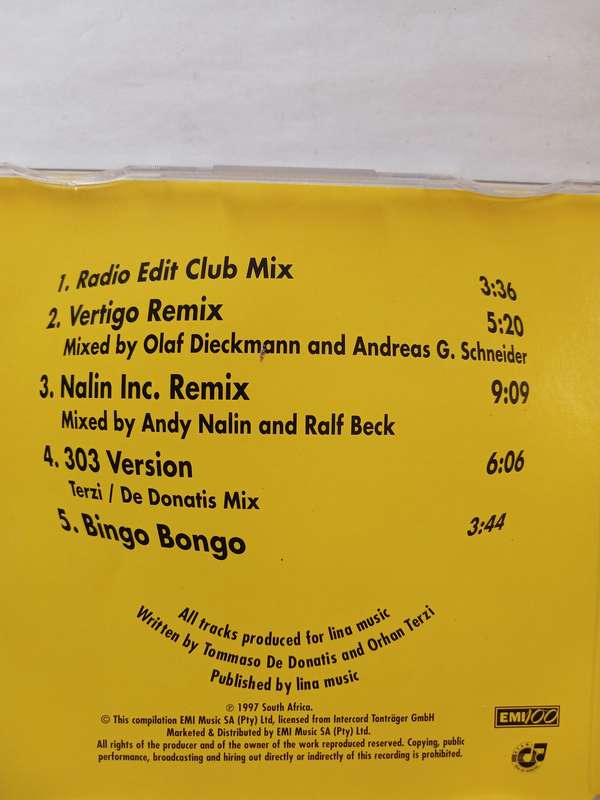 1. Radio Edit Club Mix 3:36
2. Vertigo Remix 5:20
Mixed by Olaf Dieckmann and Andreas G. Schneider
3. Nalin Inc. Remix 9:09
Mixed by Andy Nalin and Ralf Beck
4. 303 Version 6:06
Terzi / De Donatis Mix
5. Bingo Bongo 3:44
All tracks produced for lina music
Written by Tommaso De Donatis and Orhan Terzi
Published by lina music
℗ 1997 South Africa.
© This compilation EMI Music SA (Pty) Ltd, licensed from Intercord Tonträger GmbH
Marketed & Distributed by EMI Music SA (Pty) Ltd.
All rights of the producer and of the owner of the work reproduced reserved. Copying, public
performance, broadcasting and hiring out directly or indirectly of this recording is prohibited.
EMI 100